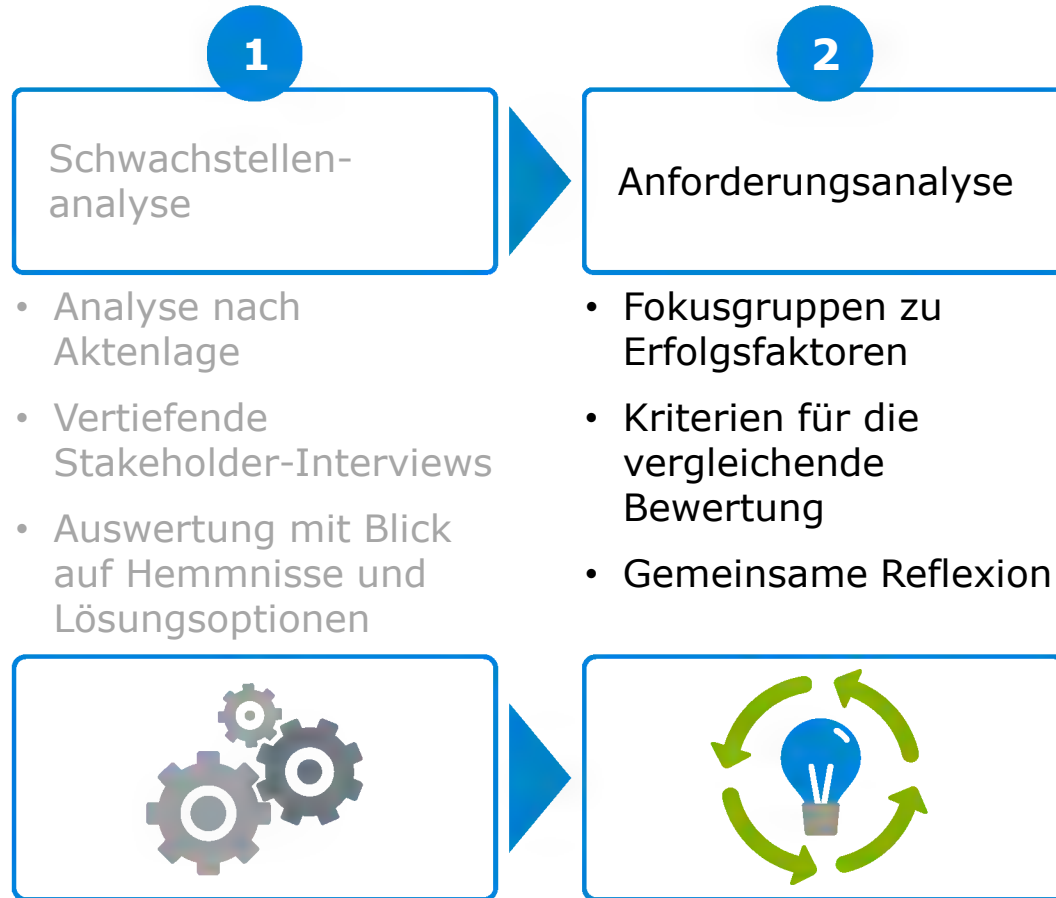 1
Schwachstellen-
analyse
• Analyse nach
Aktenlage
• Vertiefende
Stakeholder-Interviews
• Auswertung mit Blick
auf Hemmnisse und
Lösungsoptionen
2
Anforderungsanalyse
• Fokusgruppen zu
Erfolgsfaktoren
• Kriterien für die
vergleichende
Bewertung
• Gemeinsame Reflexion